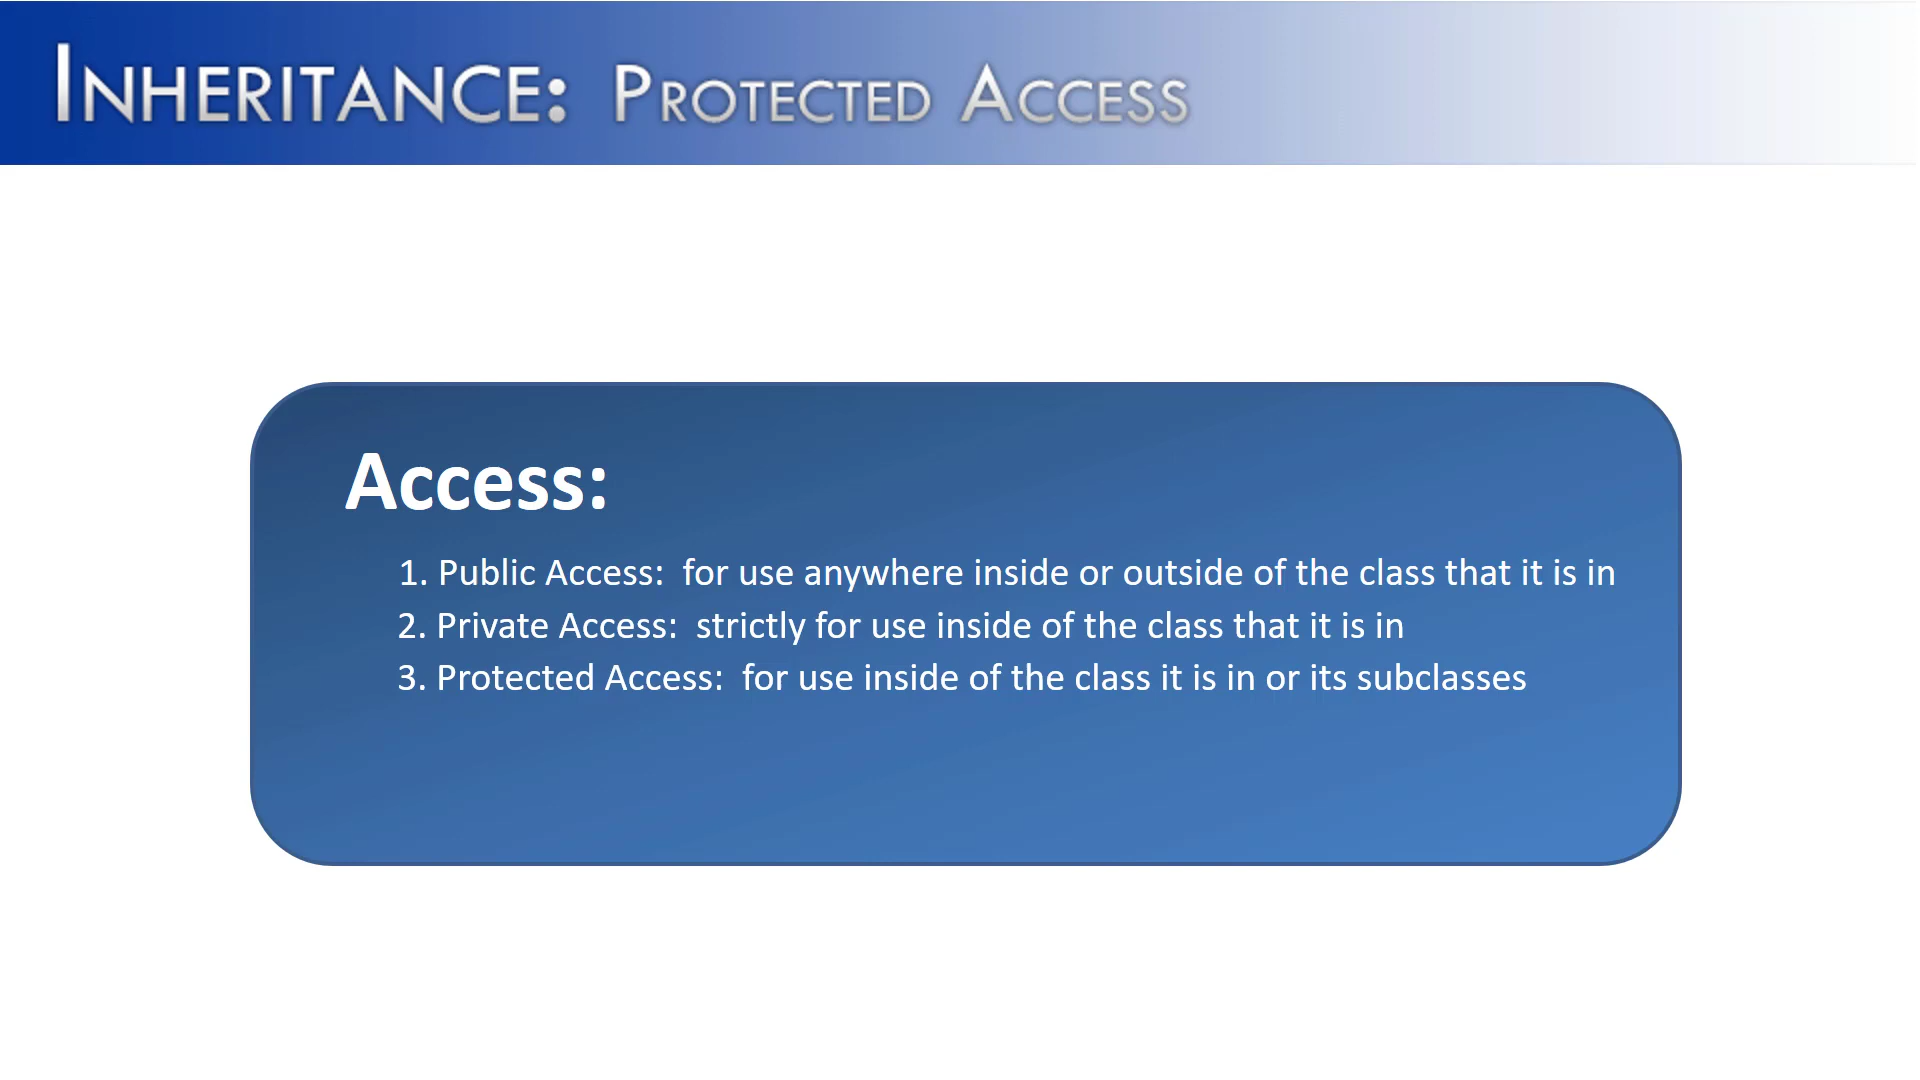 Inheritance: Protected Access
Access:
1. Public Access:  for use anywhere inside or outside of the class that it is in
2. Private Access:  strictly for use inside of the class that it is in
3. Protected Access:  for use inside of the class it is in or its subclasses